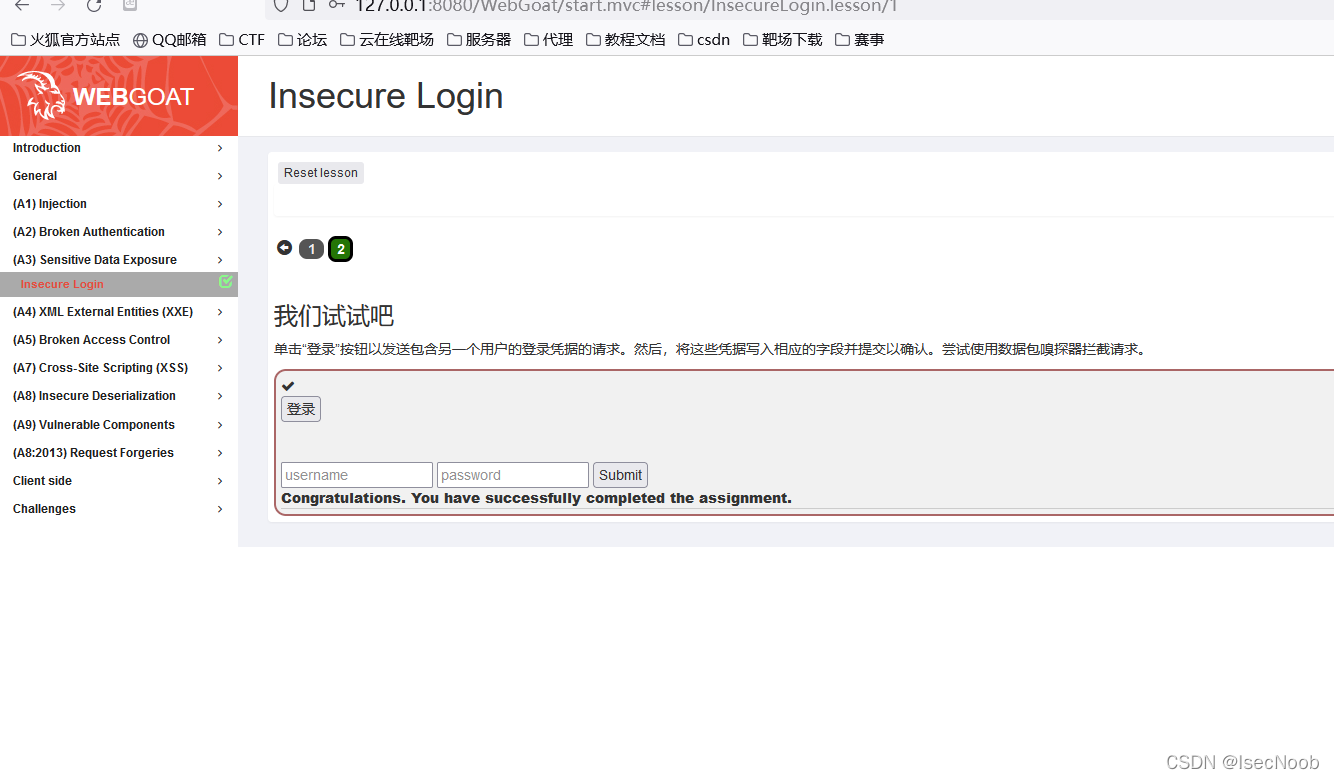 127.0.0.1:8080/WebGoat/start.mvc#lesson/InsecureLogin.lesson/1
火狐官方站点 QQ邮箱 CTF 论坛 云在线靶场 服务器 代理 教程文档 csdn 靶场下载 赛事
WEBGOAT
Insecure Login
Introduction
General
(A1) Injection
(A2) Broken Authentication
(A3) Sensitive Data Exposure
Insecure Login
(A4) XML External Entities (XXE)
(A5) Broken Access Control
(A7) Cross-Site Scripting (XSS)
(A8) Insecure Deserialization
(A9) Vulnerable Components
(A8:2013) Request Forgeries
Client side
Challenges
Reset lesson
1 2
我们试试吧
单击“登录”按钮以发送包含另一个用户的登录凭据的请求。然后，将这些凭据写入相应的字段并提交以确认。尝试使用数据包嗅探器拦截请求。
登录
username password Submit
Congratulations. You have successfully completed the assignment.
CSDN @IsecNoob